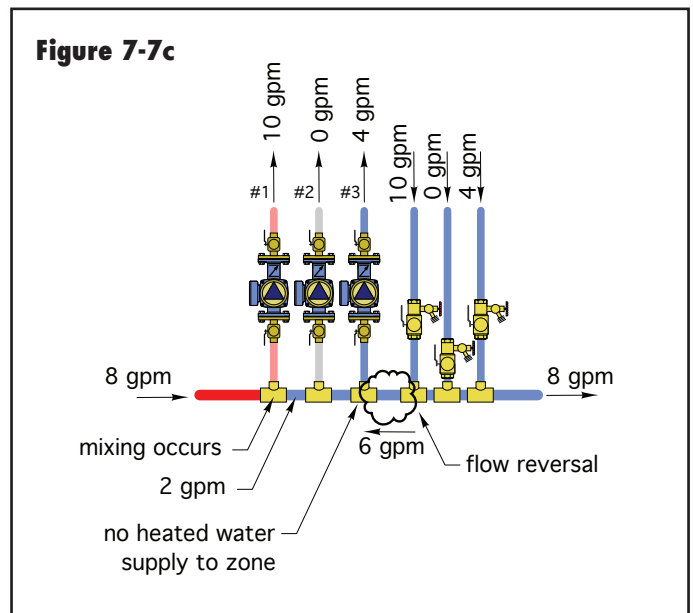 Figure 7-7c
10 gpm
0 gpm
4 gpm
10 gpm
0 gpm
4 gpm
#1
#2
#3
8 gpm
8 gpm
mixing occurs
6 gpm
flow reversal
2 gpm
no heated water
supply to zone